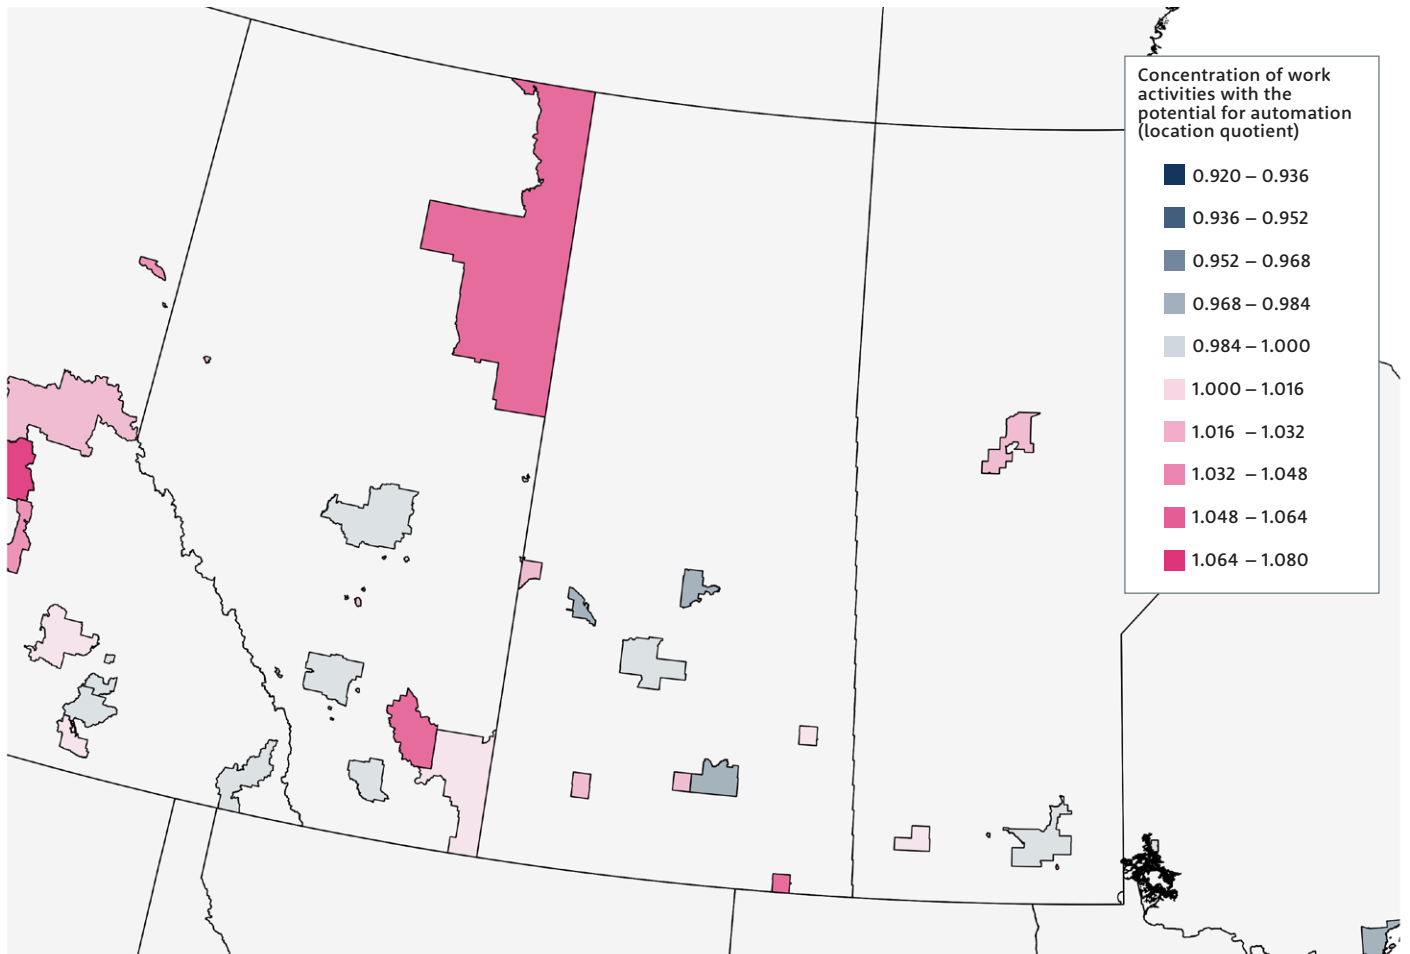 Concentration of work
activities with the
potential for automation
(location quotient)
0.920 – 0.936
0.936 – 0.952
0.952 – 0.968
0.968 – 0.984
0.984 – 1.000
1.000 – 1.016
1.016 – 1.032
1.032 – 1.048
1.048 – 1.064
1.064 – 1.080